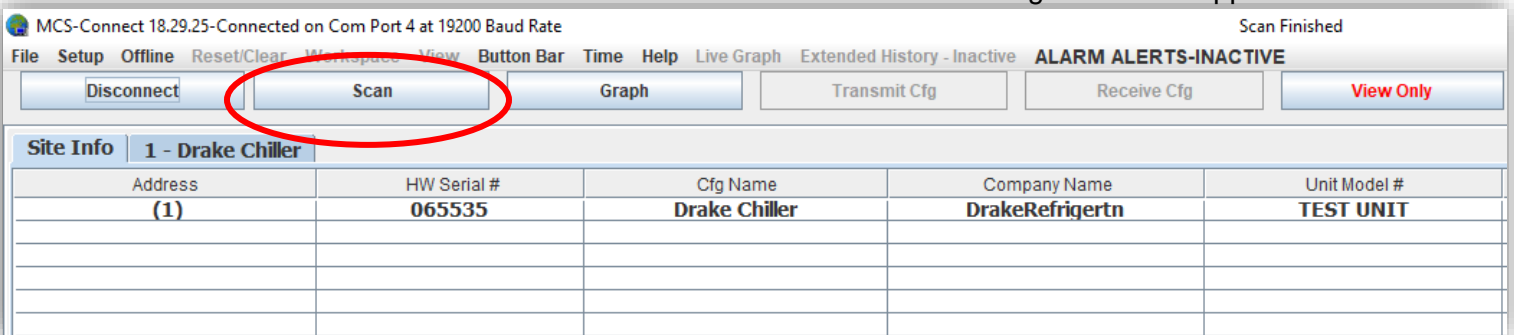 MCS-Connect 18.29.25-Connected on Com Port 4 at 19200 Baud Rate Scan Finished
File Setup Offline Reset/Clear Workspace View Button Bar Time Help Live Graph Extended History - Inactive ALARM ALERTS-INACTIVE
Disconnect Scan Graph Transmit Cfg Receive Cfg View Only
Site Info 1 - Drake Chiller
Address HW Serial # Cfg Name Company Name Unit Model #
(1) 065535 Drake Chiller DrakeRefrigertn TEST UNIT